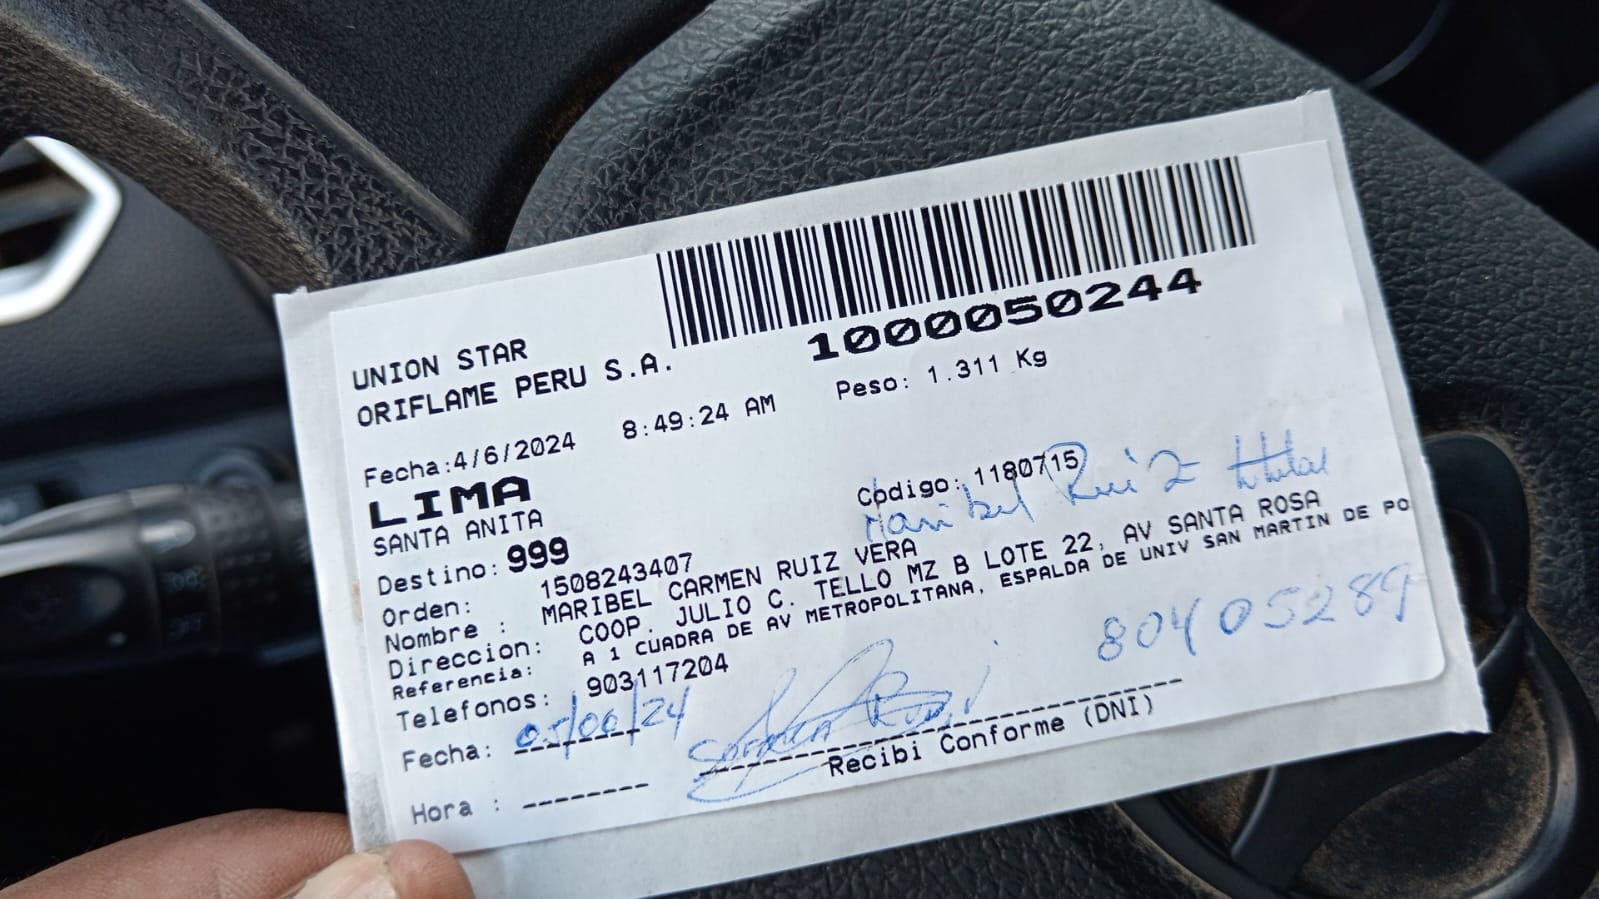 UNION STAR
ORIFLAME PERU S.A.
1000050244
Fecha:4/6/2024 8:49:24 AM Peso: 1.311 Kg
LIMA
SANTA ANITA
Código: 1180715
Maribel Ruiz
Destino: 999
Orden: 1508243407
Nombre : MARIBEL CARMEN RUIZ VERA
Direccion: COOP. JULIO C. TELLO MZ B LOTE 22, AV SANTA ROSA
Referencia: A 1 CUADRA DE AV METROPOLITANA, ESPALDA DE UNIV SAN MARTIN DE PO
Telefonos: 903117204
80405289
Fecha: 05/06/24
Recibi Conforme (DNI)
Hora :